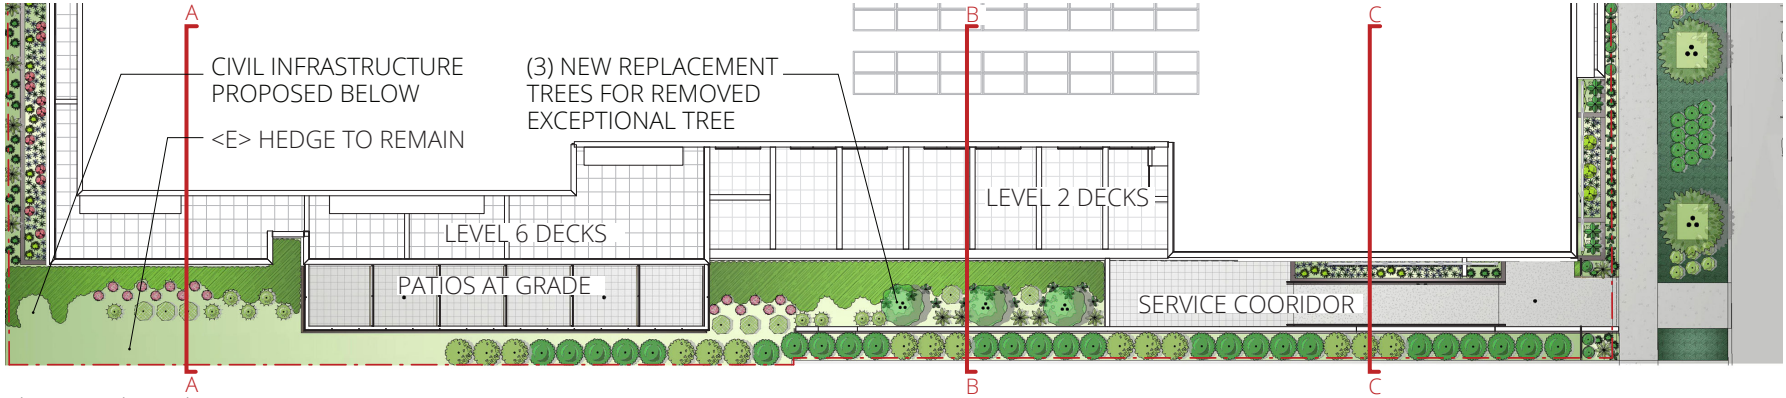 A
B
C
CIVIL INFRASTRUCTURE
PROPOSED BELOW
<E> HEDGE TO REMAIN
(3) NEW REPLACEMENT
TREES FOR REMOVED
EXCEPTIONAL TREE
LEVEL 2 DECKS
LEVEL 6 DECKS
PATIOS AT GRADE
SERVICE COORIDOR
A
B
C